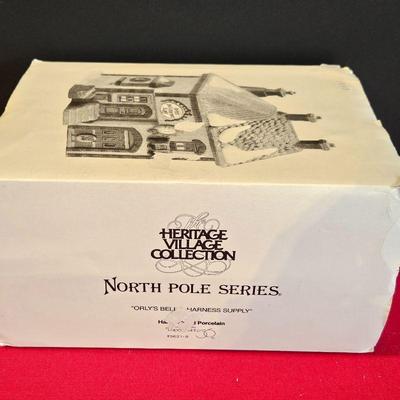 The
HERITAGE
VILLAGE
COLLECTION
NORTH POLE SERIES®
"ORLY'S BELL HARNESS SUPPLY"
Porcelain